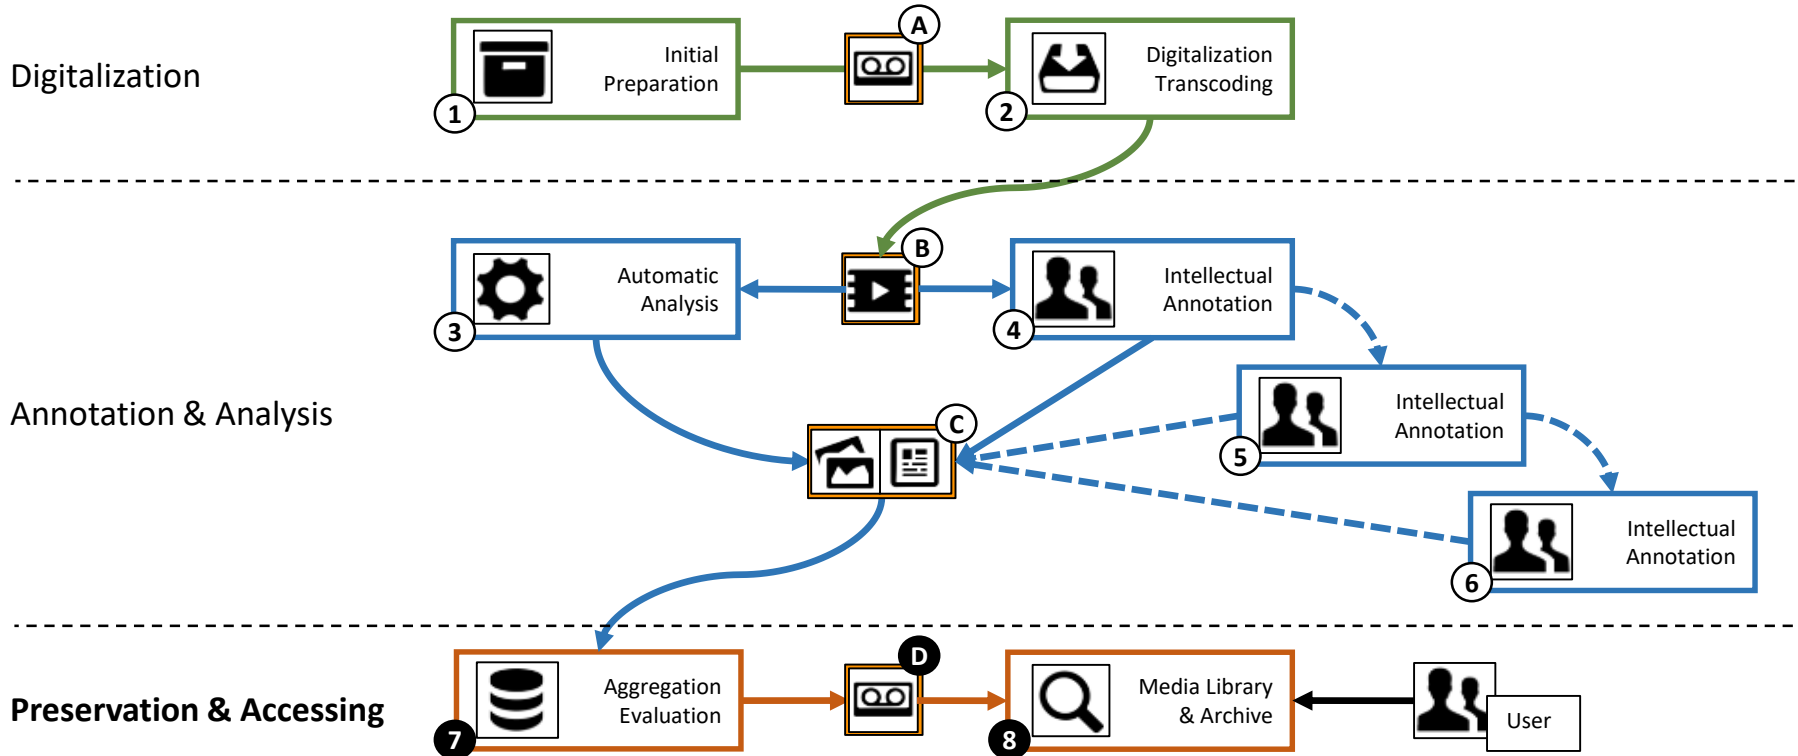 Digitalization
Initial
Preparation
1
A
Digitalization
Transcoding
2
Annotation & Analysis
Automatic
Analysis
3
B
Intellectual
Annotation
4
Intellectual
Annotation
5
C
Intellectual
Annotation
6
Preservation & Accessing
Aggregation
Evaluation
7
D
Media Library
& Archive
8
User